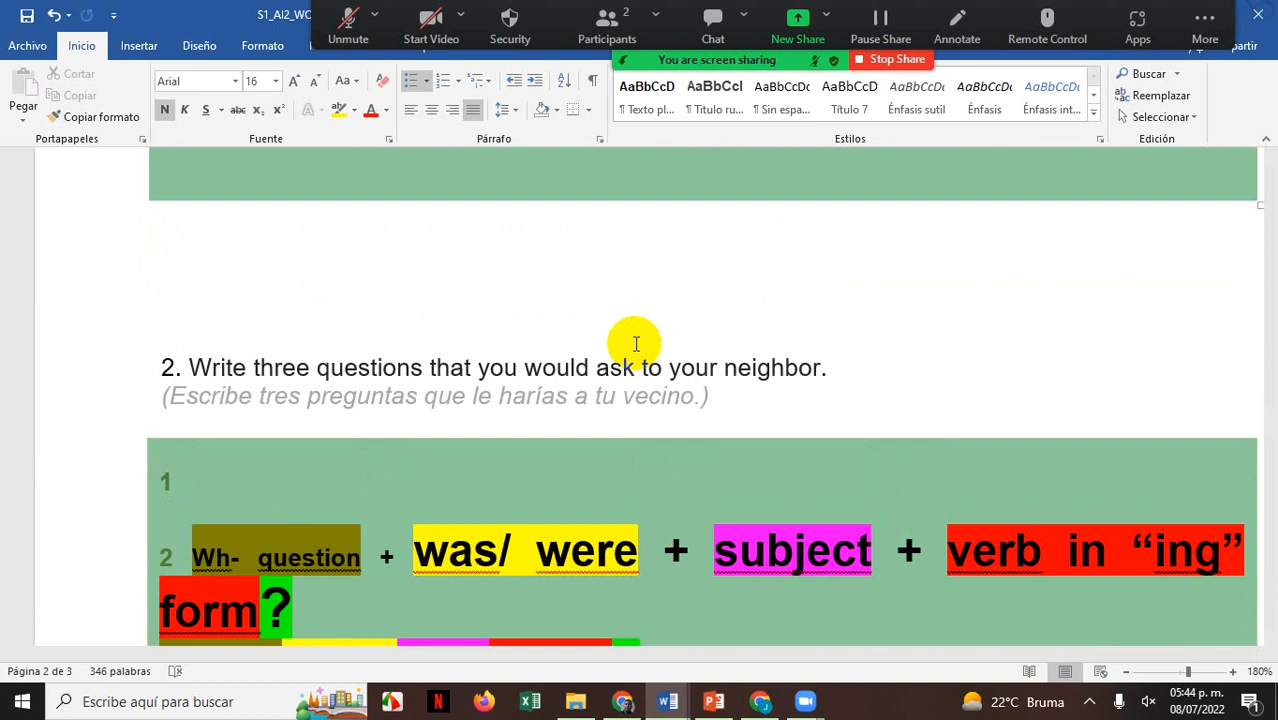 S1_AI2_WO
Unmute
Start Video
Security
2
Participants
Chat
New Share
Pause Share
Annotate
Remote Control
Apps
More
Archivo Inicio Insertar Diseño Formato
You are screen sharing Stop Share
Cortar
Copiar
Copiar formato
Pegar
Portapapeles
Arial 16
Fuente
Párrafo
AaBbCcD AaBbCcI AaBbCcD AaBbCcD AaBbCcDc AaBbCcDc AaBbCcDc
¶ Texto pl... ¶ Título ru... ¶ Sin espa... Título 7 Énfasis sutil Énfasis Énfasis int...
Estilos
Buscar
Reemplazar
Seleccionar
Edición
2. Write three questions that you would ask to your neighbor.
(Escribe tres preguntas que le harías a tu vecino.)
1
2 Wh- question + was/ were + subject + verb in “ing”
form?
Página 2 de 3 346 palabras 180%
Escribe aquí para buscar
22°C Bruma
05:44 p. m.
08/07/2022